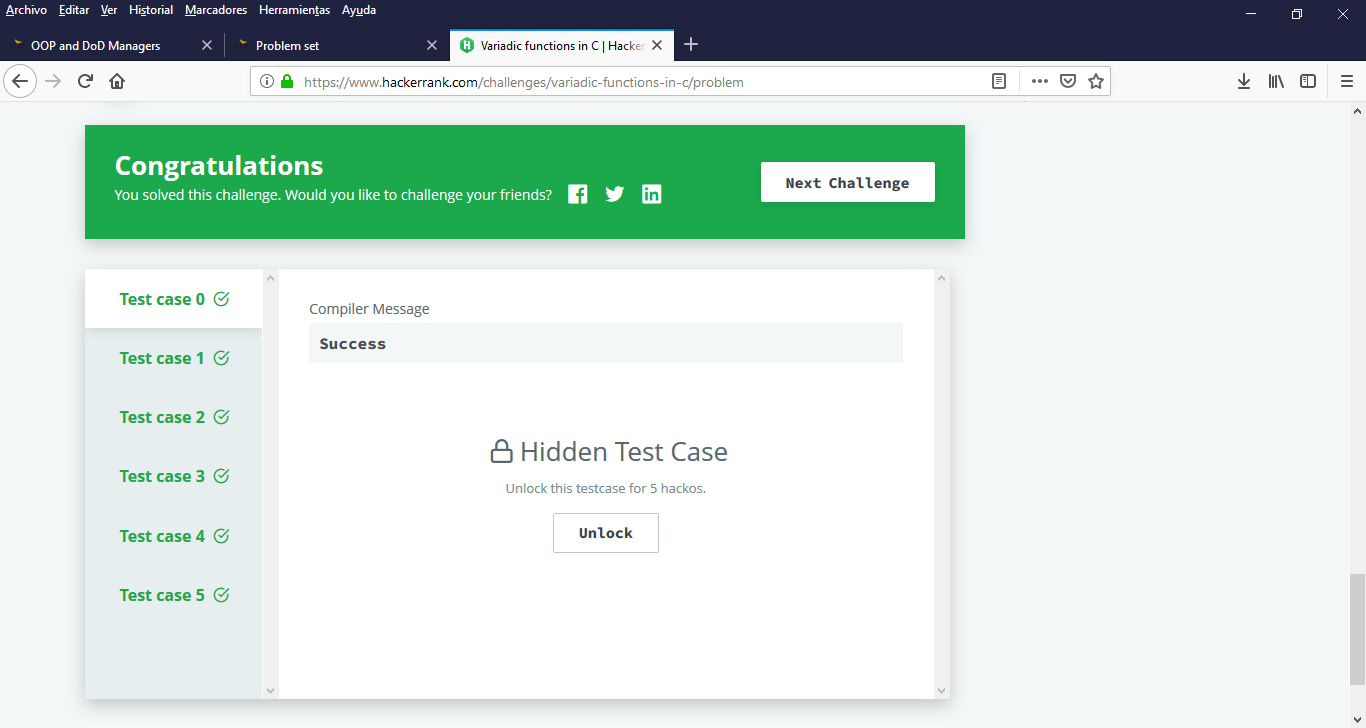 Archivo Editar Ver Historial Marcadores Herramientas Ayuda
OOP and DoD Managers Problem set Variadic functions in C | Hacker
https://www.hackerrank.com/challenges/variadic-functions-in-c/problem
Congratulations
You solved this challenge. Would you like to challenge your friends?
Next Challenge
Test case 0
Test case 1
Test case 2
Test case 3
Test case 4
Test case 5
Compiler Message
Success
Hidden Test Case
Unlock this testcase for 5 hackos.
Unlock